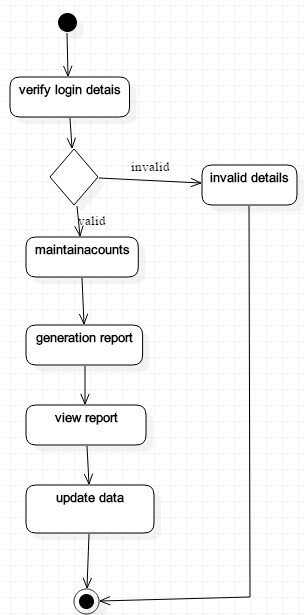 verify login detais
invalid
invalid details
valid
maintainacounts
generation report
view report
update data